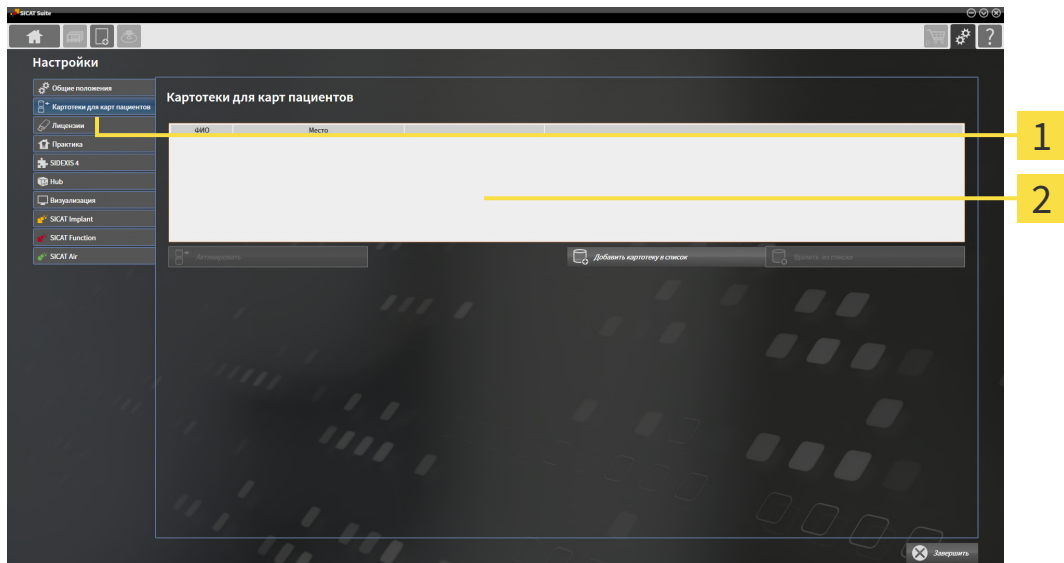 SICAT Suite
?
Настройки
Общие положения
Картотеки для карт пациентов
Лицензии
Практика
SIDEXIS 4
Hub
Визуализация
SICAT Implant
SICAT Function
SICAT Air
Картотеки для карт пациентов
ФИО Место
Активировать
Добавить картотеку в список
Удалить из списка
Завершить
1
2